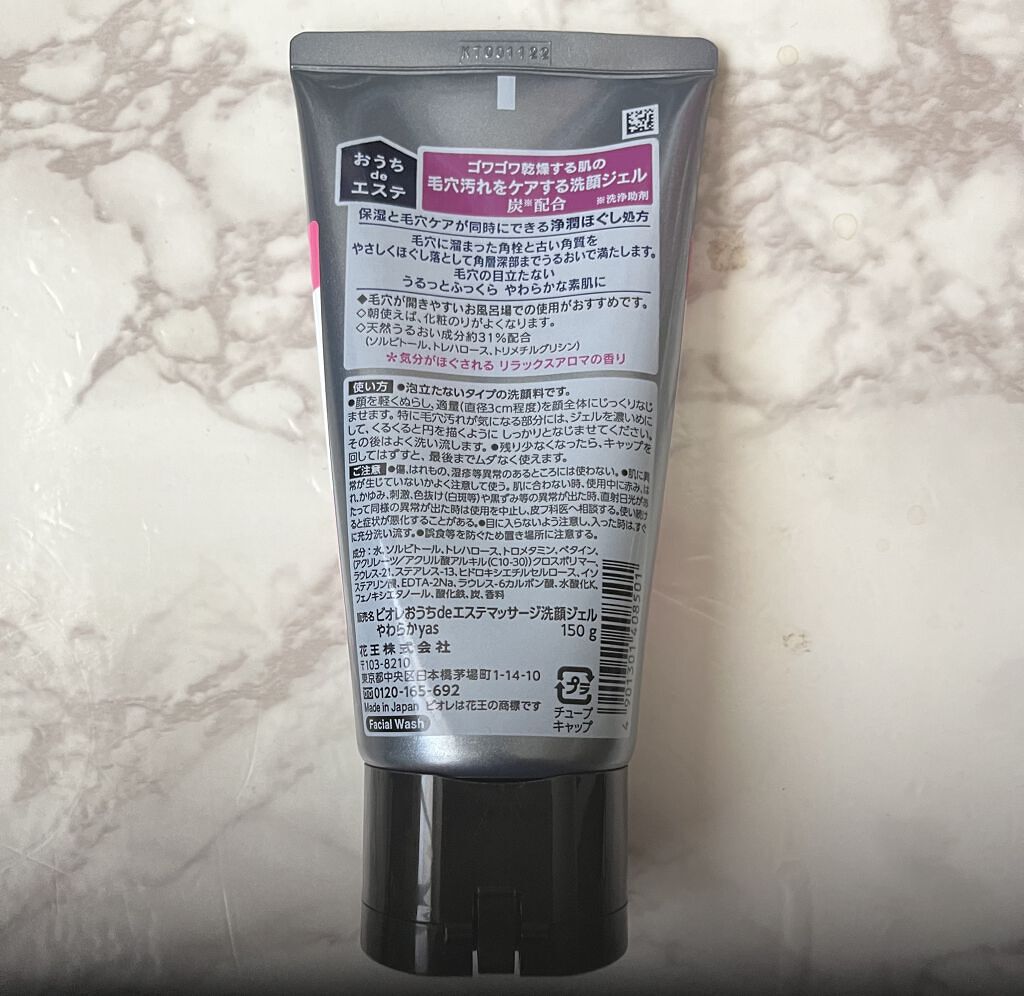 KT001122
おうち
de
エステ
ゴワゴワ乾燥する肌の
毛穴汚れをケアする洗顔ジェル
炭※配合 ※洗浄助剤
保湿と毛穴ケアが同時にできる浄潤ほぐし処方
毛穴に溜まった角栓と古い角質を
やさしくほぐし落として角層深部までうるおいで満たします。
毛穴の目立たない
うるっとふっくら やわらかな素肌に
◆毛穴が開きやすいお風呂場での使用がおすすめです。
◇朝使えば、化粧のりがよくなります。
◇天然うるおい成分約31%配合
(ソルビトール、トレハロース、トリメチルグリシン)
＊気分がほぐされる リラックスアロマの香り
使い方 ●泡立たないタイプの洗顔料です。
●顔を軽くぬらし、適量(直径3cm程度)を顔全体にじっくりなじ
ませます。特に毛穴汚れが気になる部分には、ジェルを濃いめに
して、くるくると円を描くように しっかりとなじませてください。
その後はよく洗い流します。●残り少なくなったら、キャップを
回してはずすと、最後までムダなく使えます。
ご注意 ●傷、はれもの、湿疹等異常のあるところには使わない。●肌に異
常が生じていないかよく注意して使う。肌に合わない時、使用中に赤み、は
れ、かゆみ、刺激、色抜け(白斑等)や黒ずみ等の異常が出た時、直射日光があ
たって同様の異常が出た時は使用を中止し、皮フ科医へ相談する。使い続け
ると症状が悪化することがある。●目に入らないよう注意し、入った時は、すぐ
に充分洗い流す。●誤食等を防ぐため置き場所に注意する。
成分：水、ソルビトール、トレハロース、トロメタミン、ベタイン、
(アクリレーツ/アクリル酸アルキル(C10-30))クロスポリマー、
ラウレス-21、ステアレス-13、ヒドロキシエチルセルロース、イソ
ステアリン酸、EDTA-2Na、ラウレス-6カルボン酸、水酸化K、
フェノキシエタノール、酸化鉄、炭、香料
販売名 ビオレおうちdeエステマッサージ洗顔ジェル
やわらかyas 150g
花王株式会社
〒103-8210
東京都中央区日本橋茅場町1-14-10
0120-165-692
Made in Japan ビオレは花王の商標です
Facial Wash
プラ
チューブ
キャップ
4901301408501